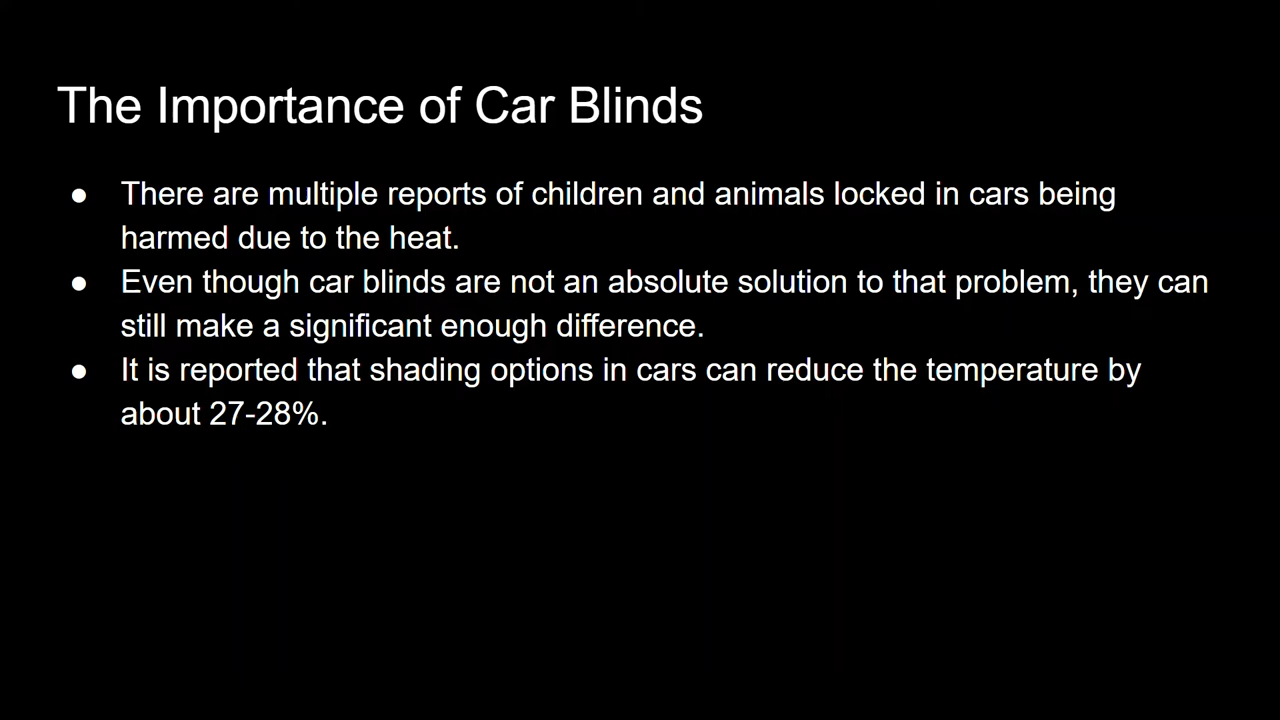 The Importance of Car Blinds
● There are multiple reports of children and animals locked in cars being
harmed due to the heat.
● Even though car blinds are not an absolute solution to that problem, they can
still make a significant enough difference.
● It is reported that shading options in cars can reduce the temperature by
about 27-28%.